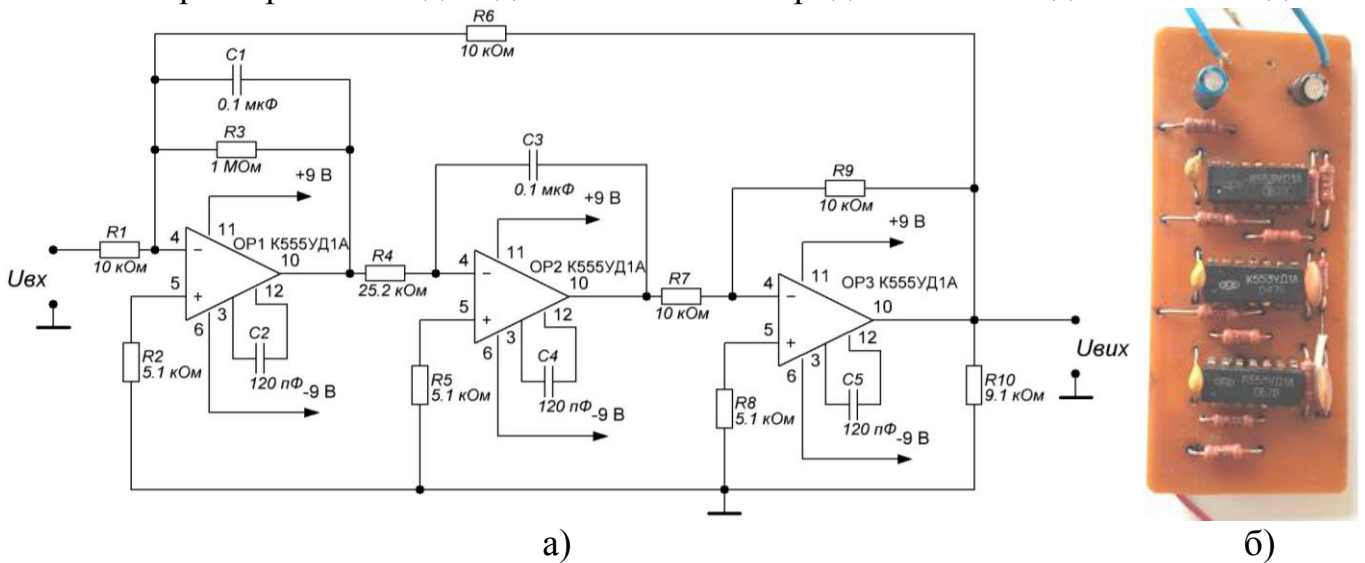 R6
10 кОм
C1
0.1 мкФ
R3
1 МОм
C3
0.1 мкФ
R9
10 кОм
+9 В
+9 В
+9 В
R1
10 кОм
4
−
11
ОР1 К555УД1А
10
5
+
12
3
6
C2
120 пФ
-9 В
R4
25.2 кОм
4
−
11
ОР2 К555УД1А
10
5
+
12
3
6
C4
120 пФ
-9 В
R7
10 кОм
4
−
11
ОР3 К555УД1А
10
5
+
12
3
6
C5
120 пФ
-9 В
Uвх
R2
5.1 кОм
R5
5.1 кОм
R8
5.1 кОм
R10
9.1 кОм
Uвих
К553УД1А
а)
б)